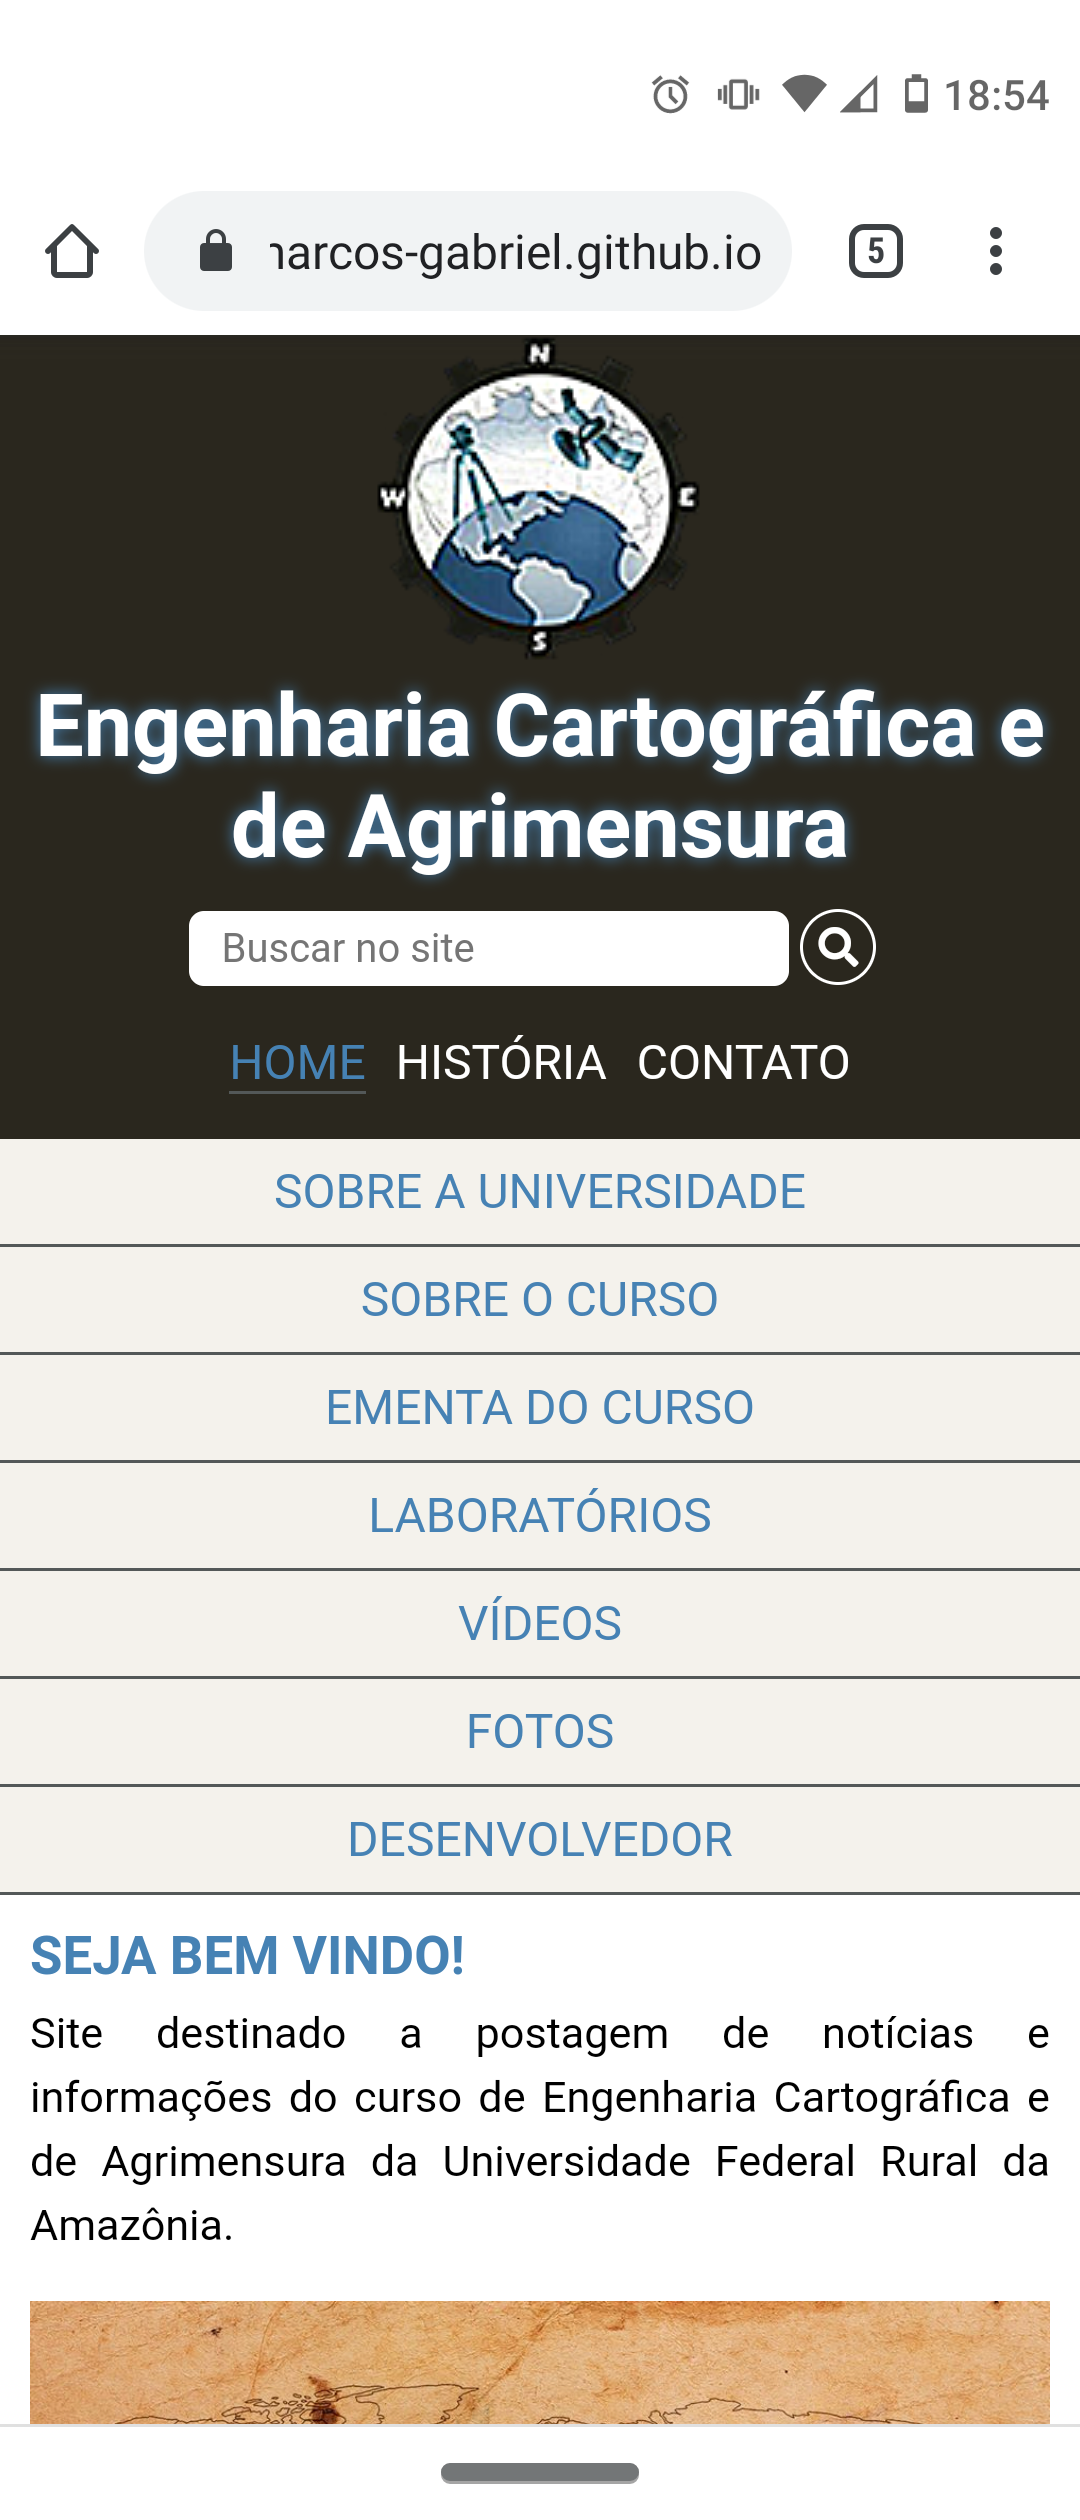 18:54
narcos-gabriel.github.io
5
N
W
E
S
Engenharia Cartográfica e
de Agrimensura
Buscar no site
HOME HISTÓRIA CONTATO
SOBRE A UNIVERSIDADE
SOBRE O CURSO
EMENTA DO CURSO
LABORATÓRIOS
VÍDEOS
FOTOS
DESENVOLVEDOR
SEJA BEM VINDO!
Site destinado a postagem de notícias e
informações do curso de Engenharia Cartográfica e
de Agrimensura da Universidade Federal Rural da
Amazônia.